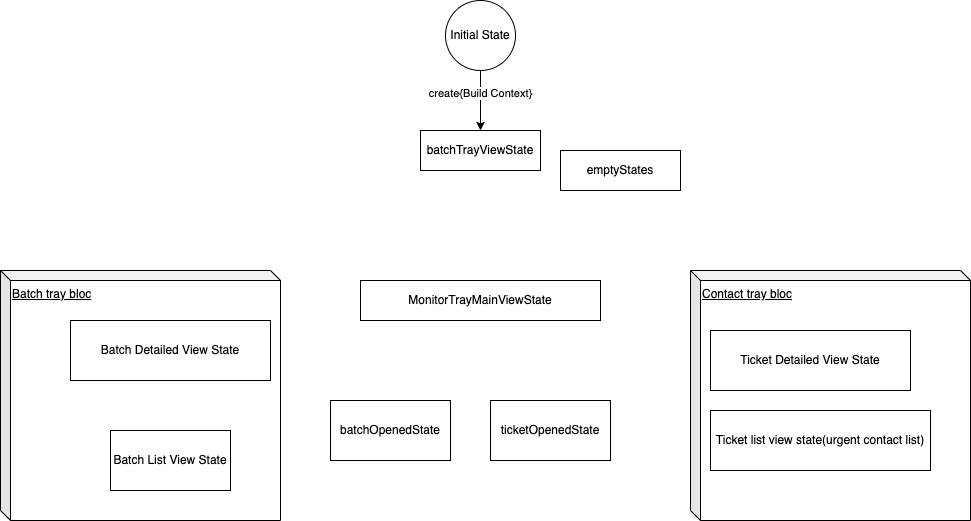 Initial State
create{Build Context}
batchTrayViewState
emptyStates
Batch tray bloc
MonitorTrayMainViewState
Contact tray bloc
Batch Detailed View State
Ticket Detailed View State
batchOpenedState
ticketOpenedState
Ticket list view state(urgent contact list)
Batch List View State